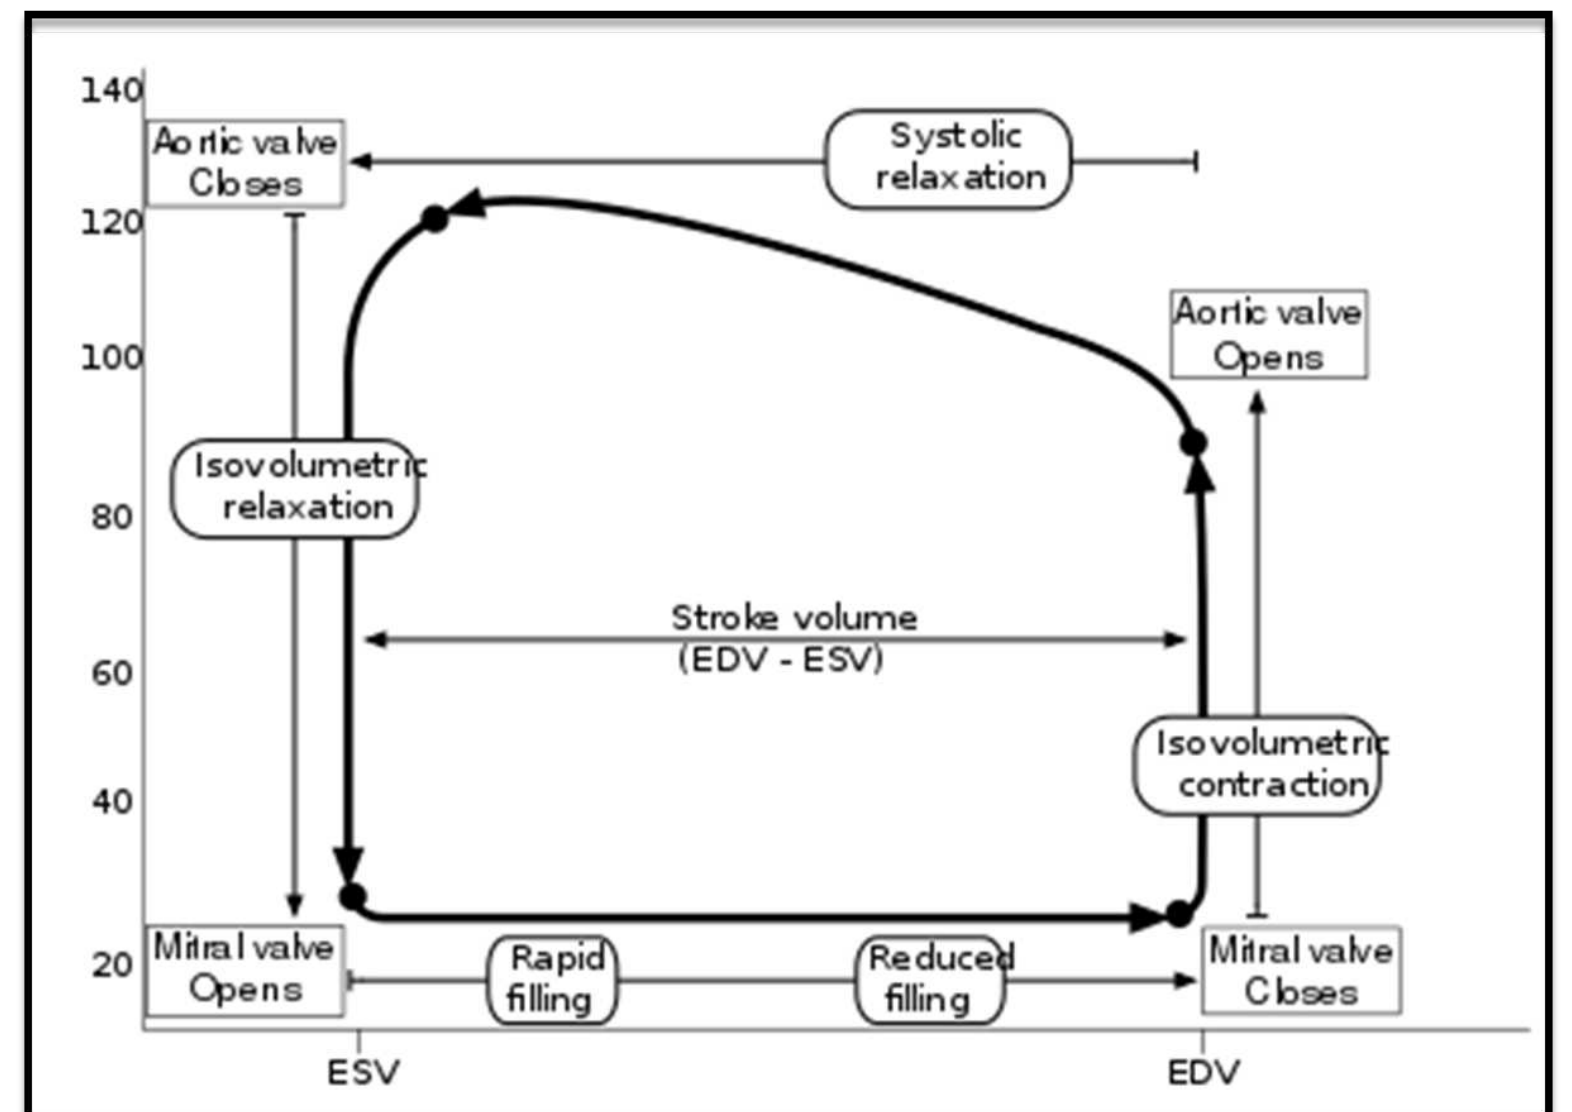 140
Aortic valve
Closes
Systolic
relaxation
120
Aortic valve
Opens
100
Isovolumetric
relaxation
80
Stroke volume
(EDV - ESV)
60
Isovolumetric
contraction
40
Mitral valve
Opens
20
Rapid
filling
Reduced
filling
Mitral valve
Closes
ESV
EDV